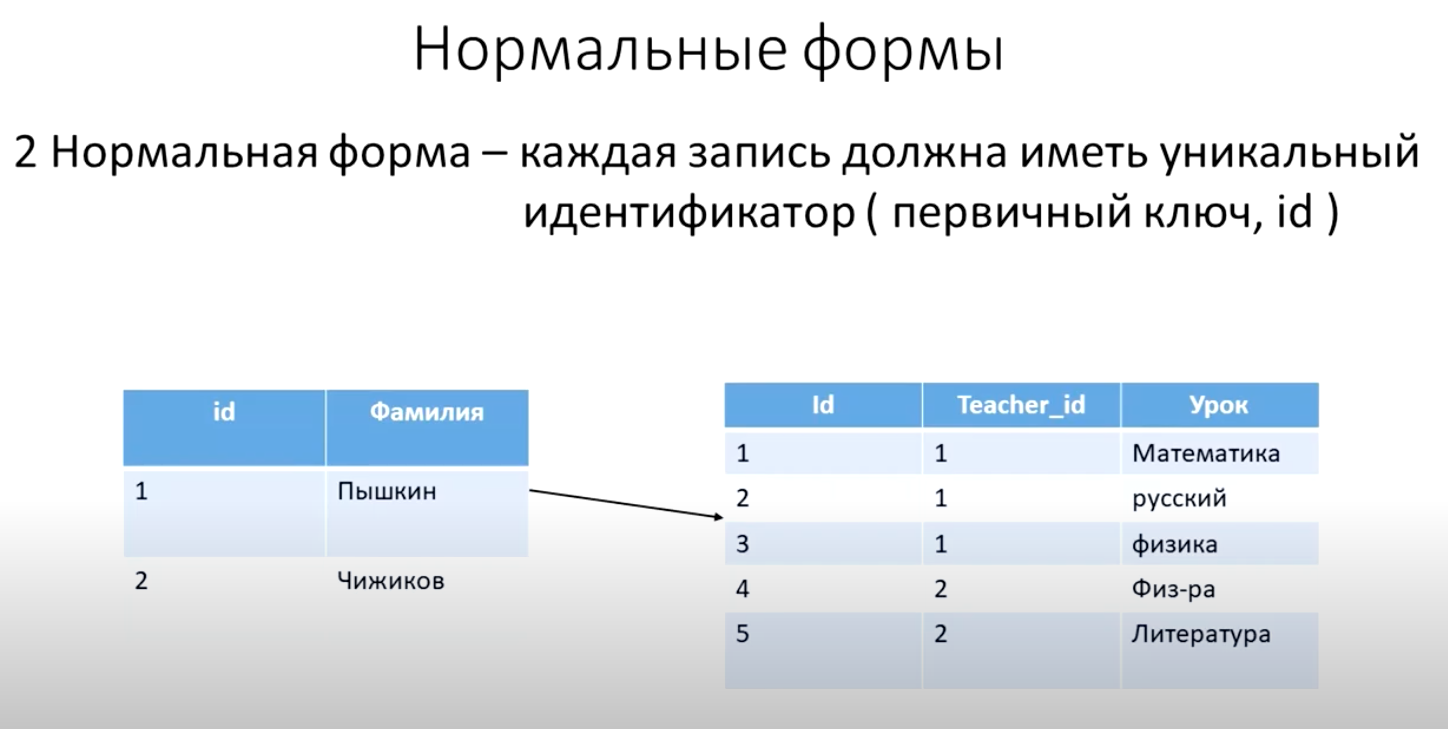 Нормальные формы
2 Нормальная форма – каждая запись должна иметь уникальный
идентификатор ( первичный ключ, id )
id Фамилия
1 Пышкин
2 Чижиков
Id Teacher_id Урок
1 1 Математика
2 1 русский
3 1 физика
4 2 Физ-ра
5 2 Литература